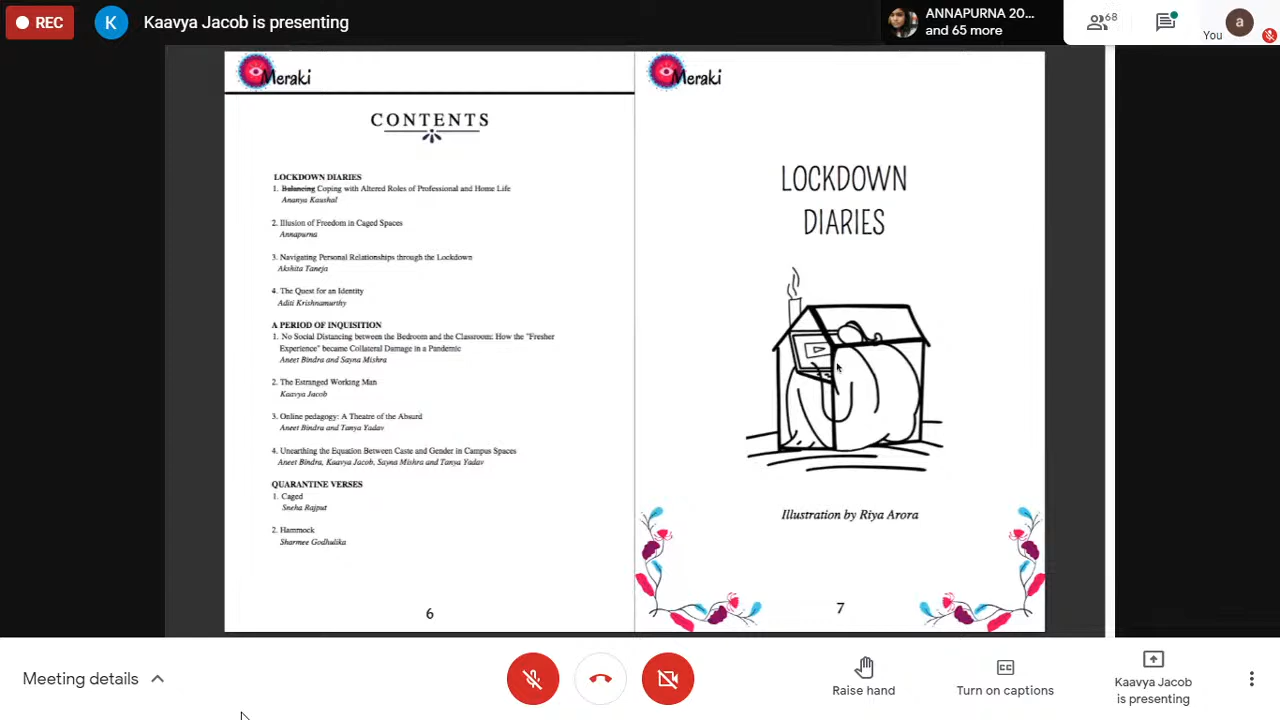 REC
K
Kaavya Jacob is presenting
ANNAPURNA 20...
and 65 more
68
You
a
Meraki
CONTENTS
LOCKDOWN DIARIES
1. Balancing Coping with Altered Roles of Professional and Home Life
Ananya Kaushal
2. Illusion of Freedom in Caged Spaces
Annapurna
3. Navigating Personal Relationships through the Lockdown
Akshita Taneja
4. The Quest for an Identity
Aditi Krishnamurthy
A PERIOD OF INQUISITION
1. No Social Distancing between the Bedroom and the Classroom: How the "Fresher
Experience" became Collateral Damage in a Pandemic
Aneet Bindra and Sayna Mishra
2. The Estranged Working Man
Kaavya Jacob
3. Online pedagogy: A Theatre of the Absurd
Aneet Bindra and Tanya Yadav
4. Unearthing the Equation Between Caste and Gender in Campus Spaces
Aneet Bindra, Kaavya Jacob, Sayna Mishra and Tanya Yadav
QUARANTINE VERSES
1. Caged
Sneha Rajput
2. Hammock
Sharmee Godhulika
6
Meraki
LOCKDOWN
DIARIES
Illustration by Riya Arora
7
Meeting details
Raise hand
CC
Turn on captions
Kaavya Jacob
is presenting